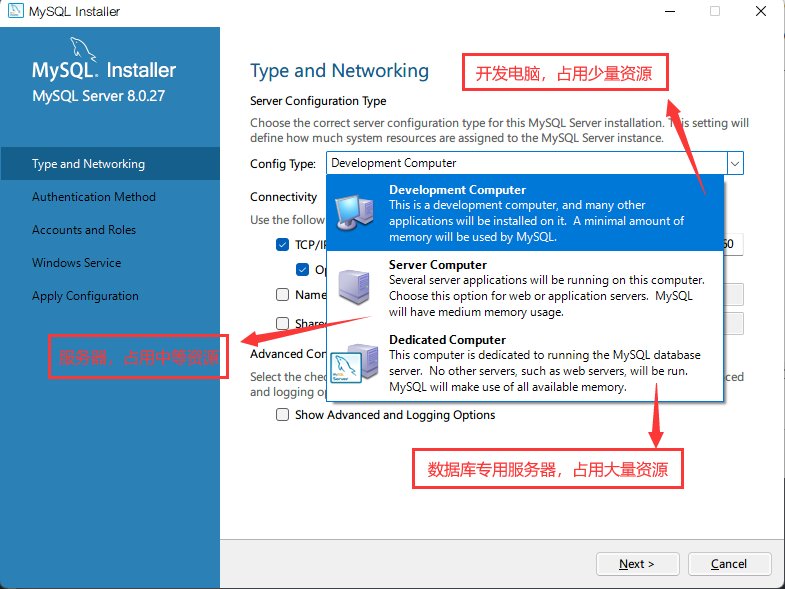 MySQL Installer
MySQL. Installer
MySQL Server 8.0.27
Type and Networking
Authentication Method
Accounts and Roles
Windows Service
Apply Configuration
Type and Networking
开发电脑，占用少量资源
Server Configuration Type
Choose the correct server configuration type for this MySQL Server installation. This setting will
define how much system resources are assigned to the MySQL Server instance.
Config Type:
Development Computer
Development Computer
This is a development computer, and many other
applications will be installed on it. A minimal amount of
memory will be used by MySQL.
Server Computer
Several server applications will be running on this computer.
Choose this option for web or application servers. MySQL
will have medium memory usage.
Dedicated Computer
This computer is dedicated to running the MySQL database
server. No other servers, such as web servers, will be run.
MySQL will make use of all available memory.
Connectivity
Use the follow
TCP/IP
Op
60
Name
Share
服务器，占用中等资源
Advanced Con
Select the che
ced
and logging op
Show Advanced and Logging Options
数据库专用服务器，占用大量资源
Next >
Cancel
MySQL
Server